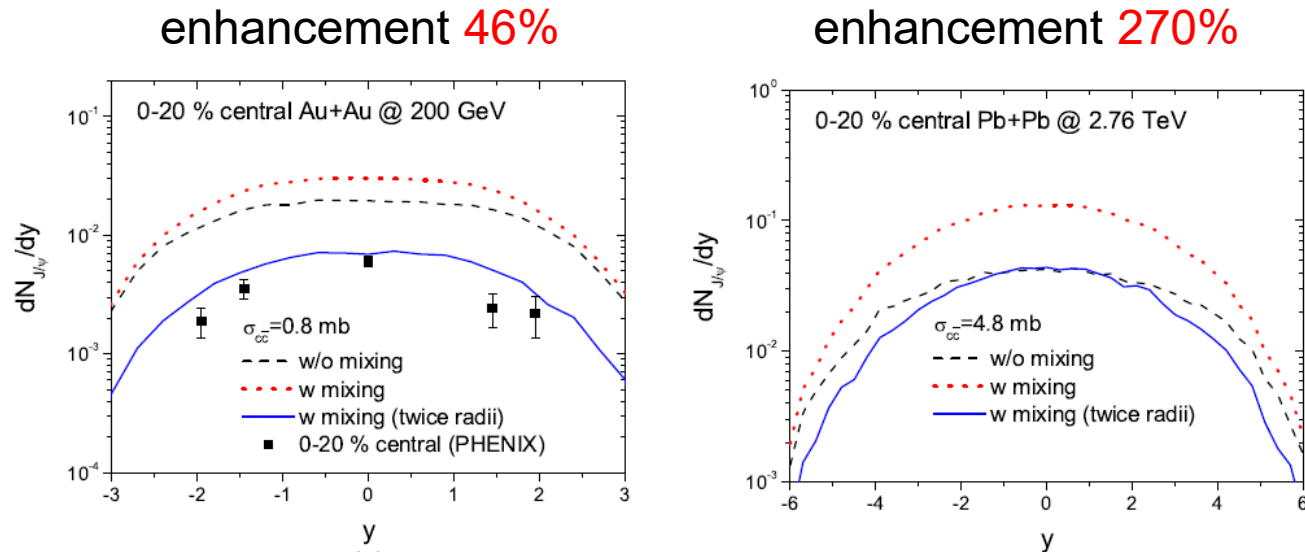 enhancement 46%
enhancement 270%
10⁻¹
10⁻²
10⁻³
10⁻⁴
dN_J/ψ/dy
0-20 % central Au+Au @ 200 GeV
σ_cc̄=0.8 mb
w/o mixing
w mixing
w mixing (twice radii)
0-20 % central (PHENIX)
-3 -2 -1 0 1 2 3
y
10⁰
10⁻¹
10⁻²
10⁻³
dN_J/ψ/dy
0-20 % central Pb+Pb @ 2.76 TeV
σ_cc̄=4.8 mb
w/o mixing
w mixing
w mixing (twice radii)
-6 -4 -2 0 2 4 6
y